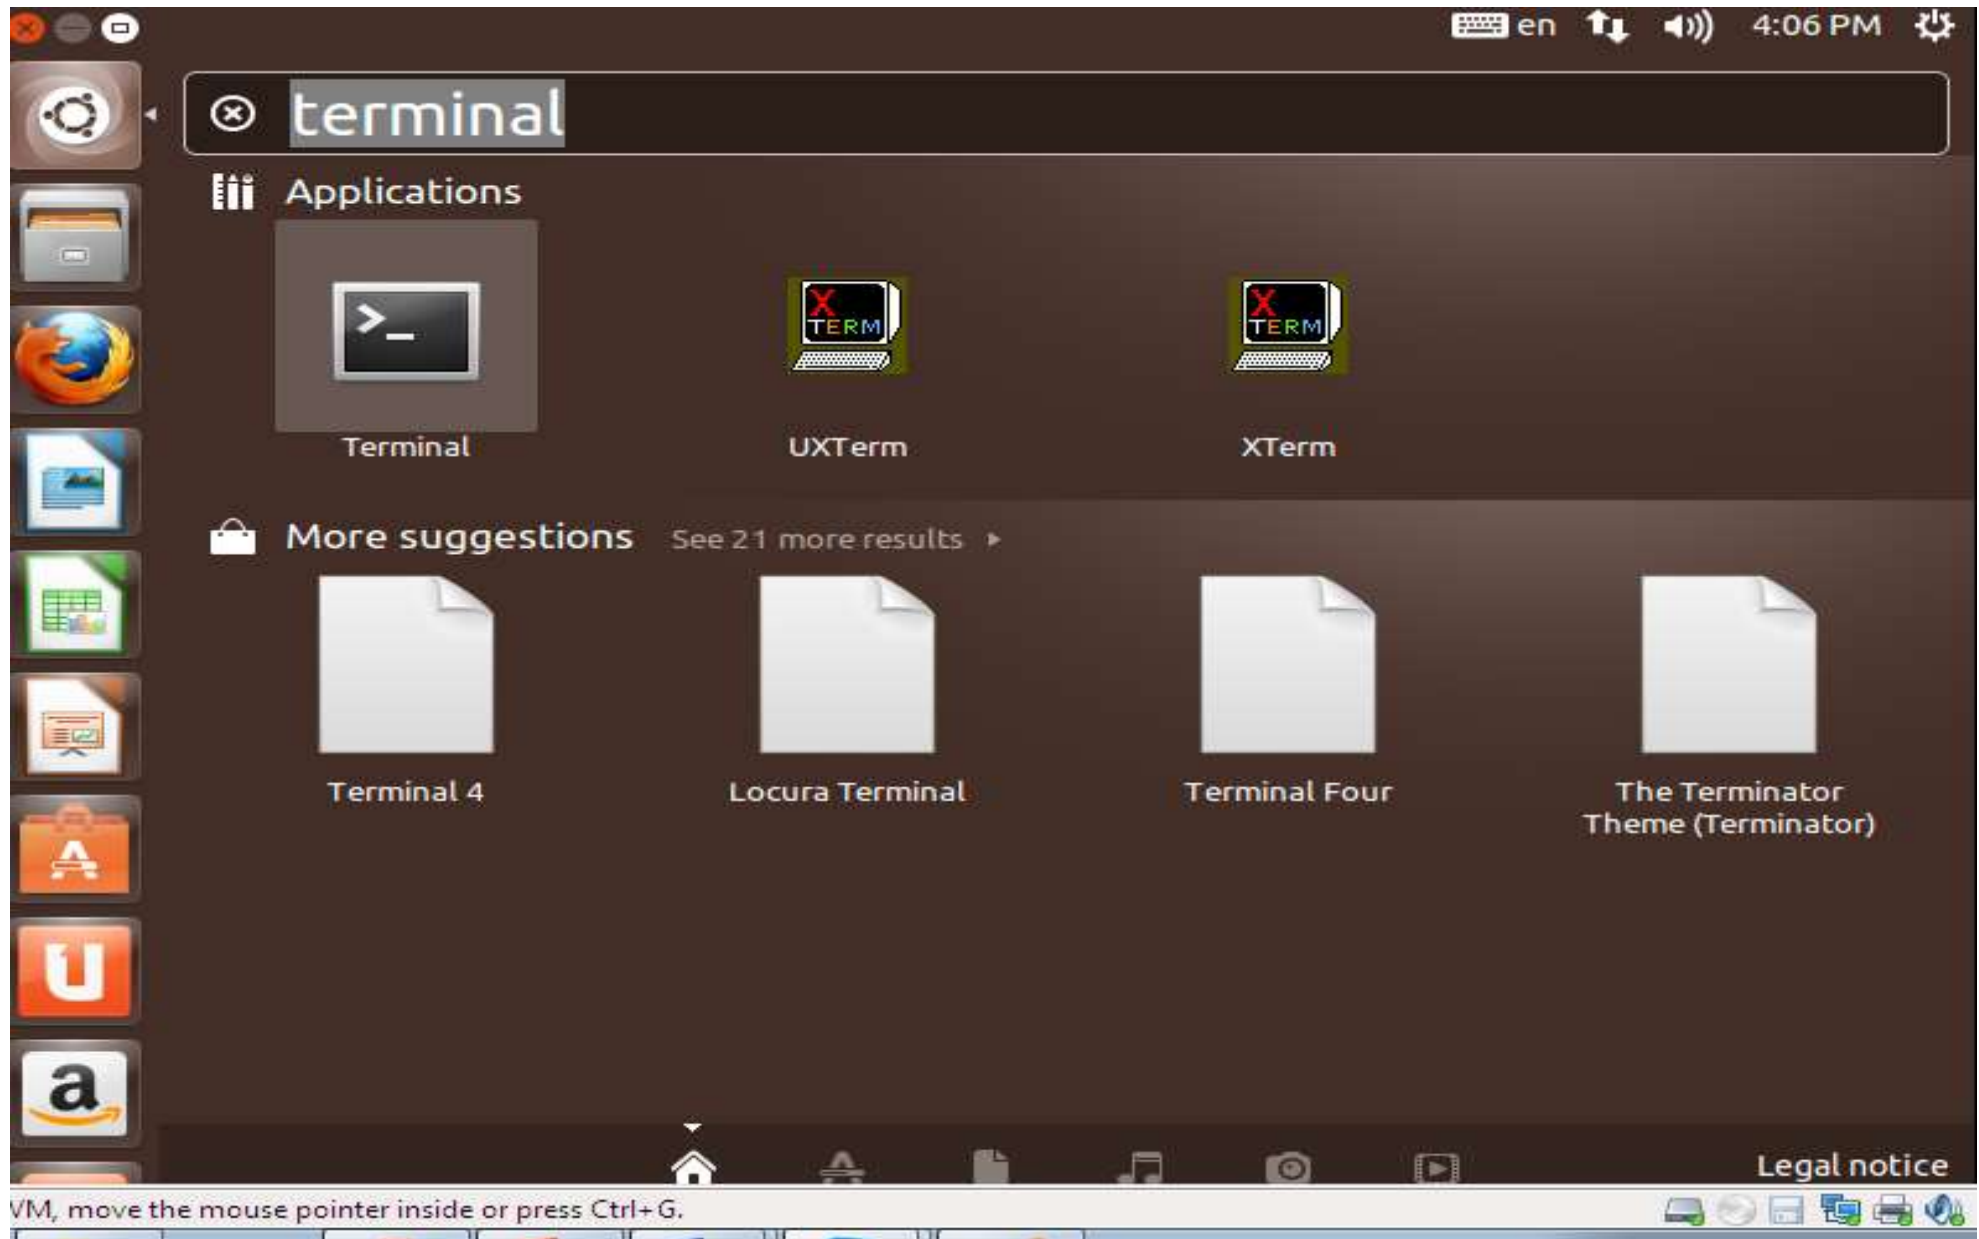 en 4:06 PM
terminal
Applications
X TERM
X TERM
Terminal UXTerm XTerm
More suggestions See 21 more results
Terminal 4 Locura Terminal Terminal Four The Terminator
Theme (Terminator)
a
Legal notice
VM, move the mouse pointer inside or press Ctrl+G.